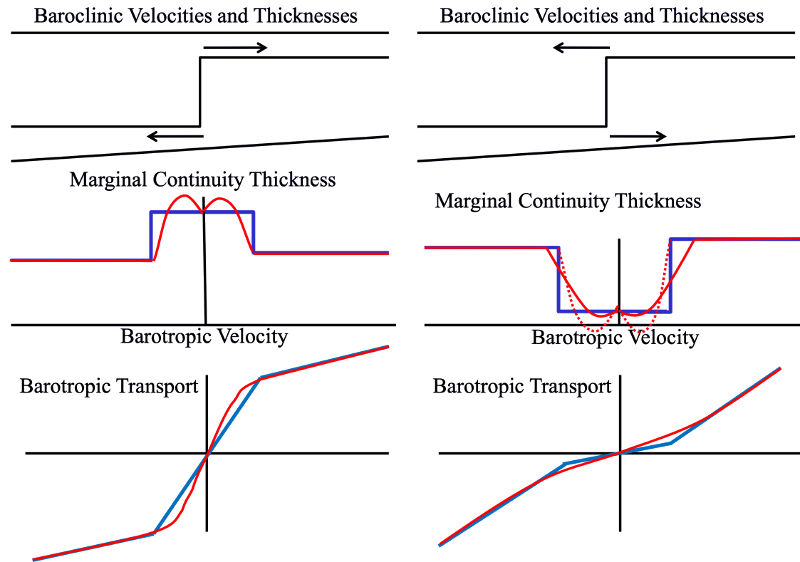 Baroclinic Velocities and Thicknesses
Marginal Continuity Thickness
Barotropic Velocity
Barotropic Transport
Baroclinic Velocities and Thicknesses
Marginal Continuity Thickness
Barotropic Velocity
Barotropic Transport